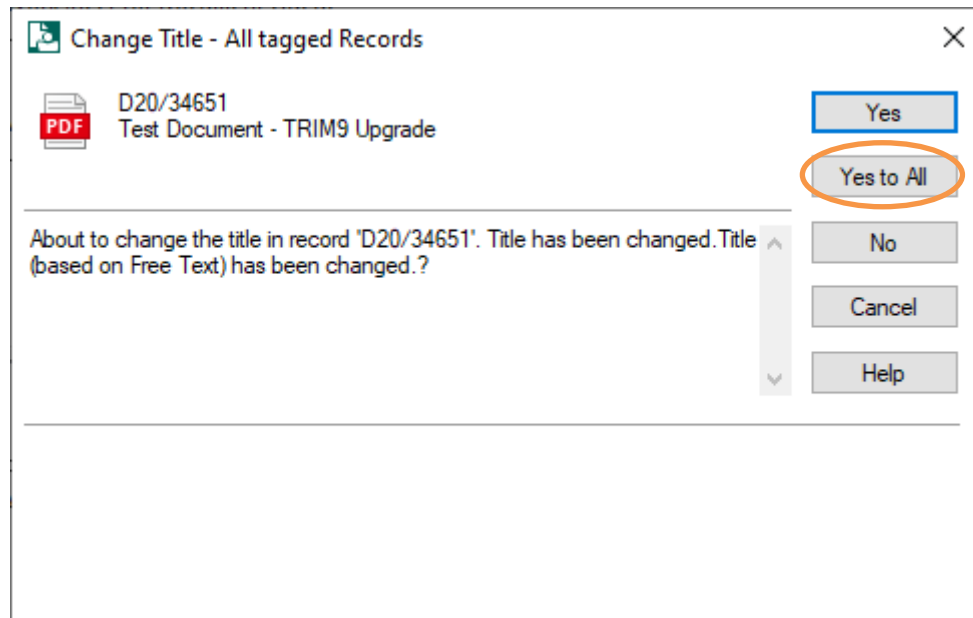 Change Title - All tagged Records
PDF
D20/34651
Test Document - TRIM9 Upgrade
Yes
Yes to All
About to change the title in record 'D20/34651'. Title has been changed.Title
(based on Free Text) has been changed.?
No
Cancel
Help